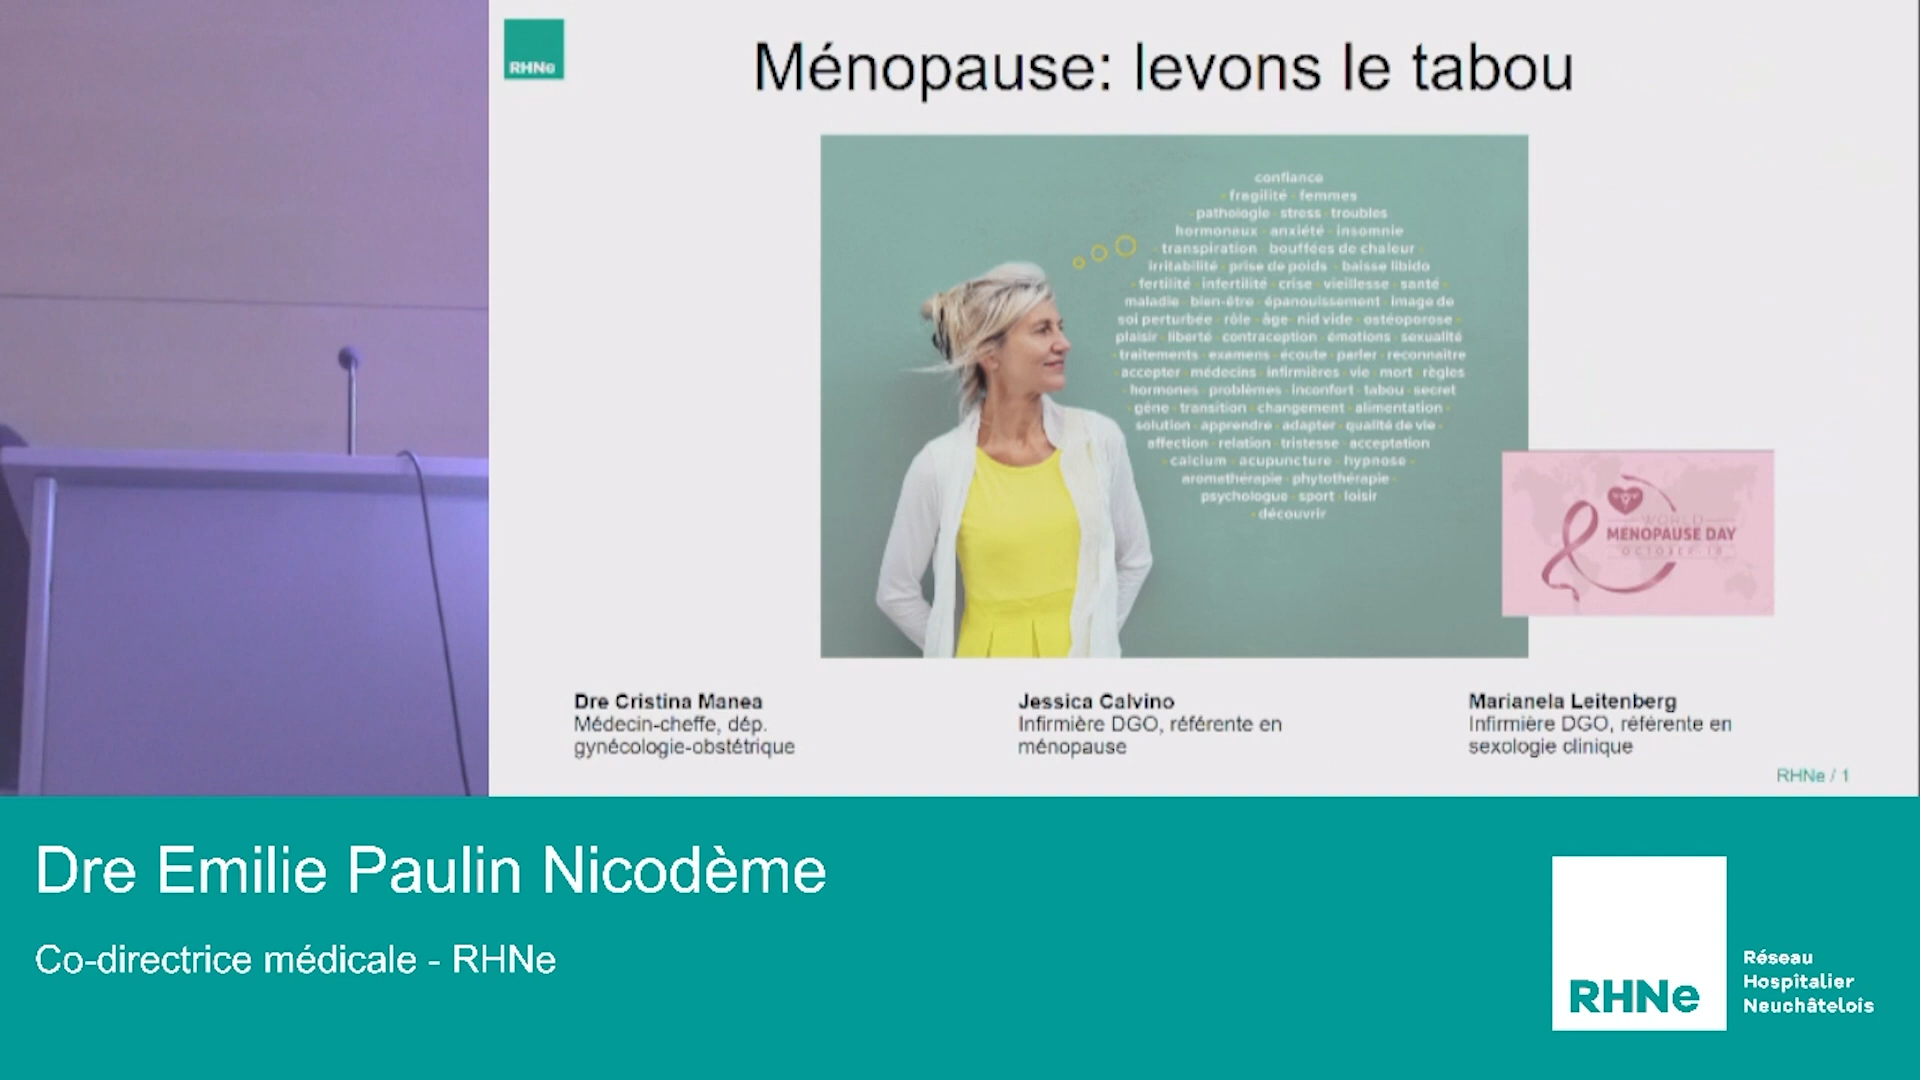 RHNe
Ménopause: levons le tabou
confiance
· fragilité · femmes
· pathologie · stress · troubles
hormonaux · anxiété · insomnie
· transpiration · bouffées de chaleur ·
irritabilité · prise de poids · baisse libido
· fertilité · infertilité · crise · vieillesse · santé ·
maladie · bien-être · épanouissement · image de
soi perturbée · rôle · âge · nid vide · ostéoporose ·
plaisir · liberté · contraception · émotions · sexualité
· traitements · examens · écoute · parler · reconnaître
· accepter · médecins · infirmières · vie · mort · règles
· hormones · problèmes · inconfort · tabou · secret
· gêne · transition · changement · alimentation ·
solution · apprendre · adapter · qualité de vie ·
affection · relation · tristesse · acceptation
· calcium · acupuncture · hypnose ·
aromathérapie · phytothérapie ·
psychologue · sport · loisir
· découvrir
WORLD
MENOPAUSE DAY
OCTOBER
Dre Cristina Manea
Médecin-cheffe, dép.
gynécologie-obstétrique
Jessica Calvino
Infirmière DGO, référente en
ménopause
Marianela Leitenberg
Infirmière DGO, référente en
sexologie clinique
RHNe / 1
Dre Emilie Paulin Nicodème
Co-directrice médicale - RHNe
RHNe
Réseau
Hospitalier
Neuchâtelois